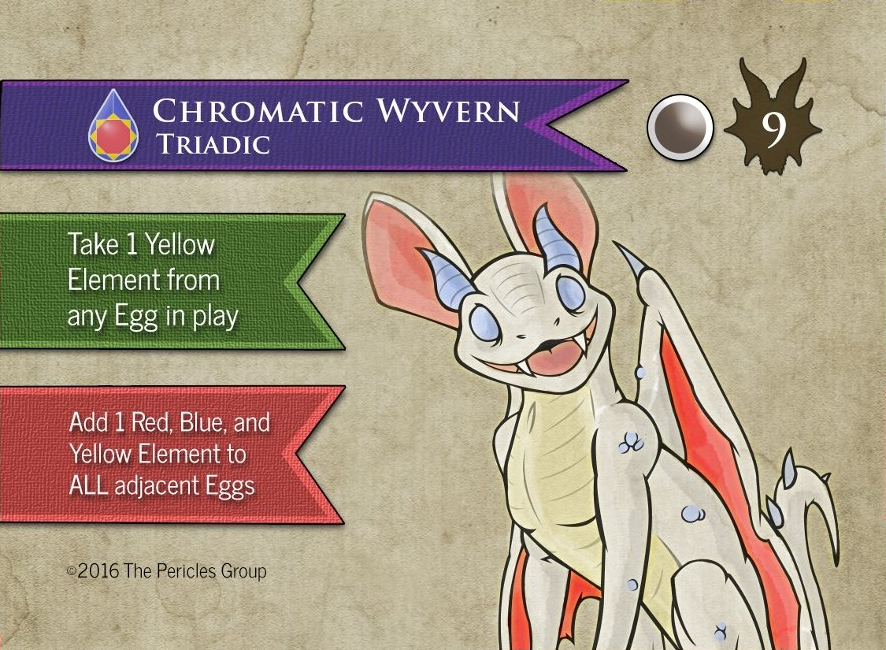 Chromatic Wyvern
Triadic
9
Take 1 Yellow
Element from
any Egg in play
Add 1 Red, Blue, and
Yellow Element to
ALL adjacent Eggs
©2016 The Pericles Group